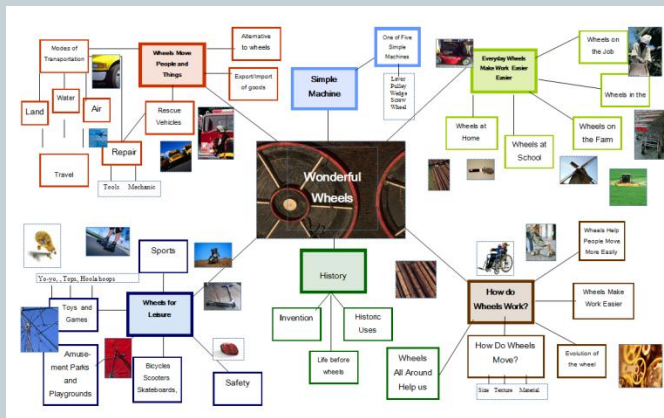 Modes of
Transportation
Wheels Move
People and
Things
Alternative
to wheels
Export/import
of goods
Land
Water
Air
Rescue
Vehicles
Repair
Travel
Tools Mechanic
Simple
Machine
One of Five
Simple
Machines
Lever
Pulley
Wedge
Screw
Wheel
Everyday Wheels
Make Work Easier
Easier
Wheels on
the Job
Wheels in the
Wheels on
the Farm
Wheels at
Home
Wheels at
School
Wonderful
Wheels
Sports
Yo-yo, , Tops, Hoola hoops
Toys and
Games
Wheels for
Leisure
Amuse-
ment Parks
and
Playgrounds
Bicycles
Scooters
Skateboards,
Safety
History
Invention
Historic
Uses
Life before
wheels
How do
Wheels Work?
Wheels Help
People Move
More Easily
Wheels Make
Work Easier
Evolution of
the wheel
How Do Wheels
Move?
Size Texture Material
Wheels
All Around
Help us